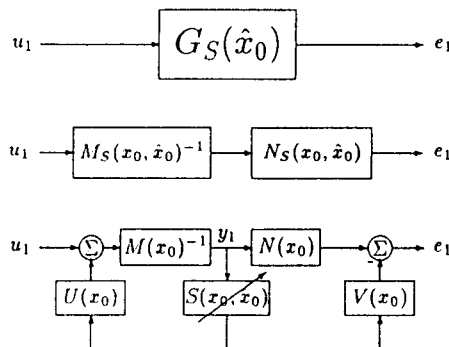 u₁ G_S(x̂₀) e₁
u₁ M_S(x₀, x̂₀)⁻¹ N_S(x₀, x̂₀) e₁
y₁
u₁ Σ M(x₀)⁻¹ N(x₀) Σ e₁
-
U(x₀) S(x₀, x₀) V(x₀)